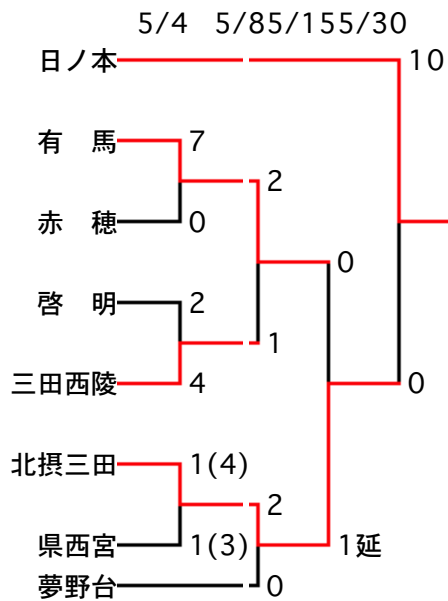 5/4 5/85/155/30
日ノ本 10
有　馬 7
2
赤　穂 0
0
啓　明 2
1
三田西陵 4 0
北摂三田 1(4)
2
県西宮 1(3) 1延
夢野台 0